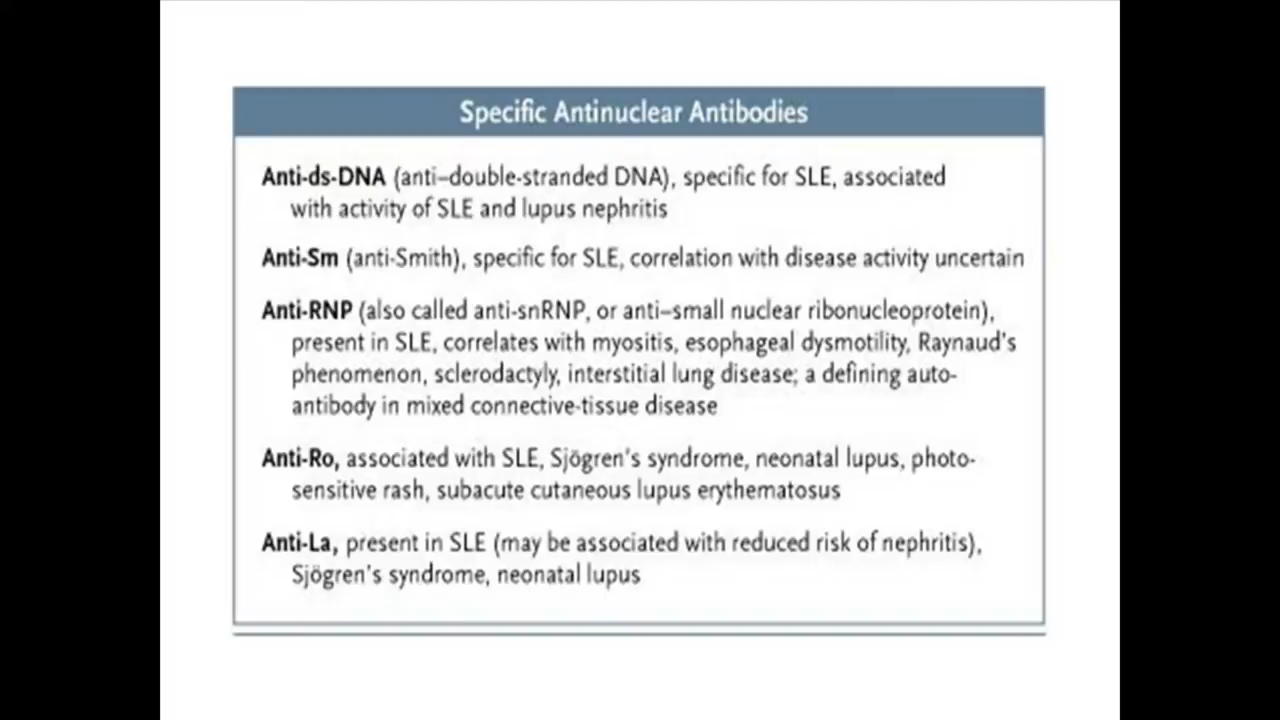 Specific Antinuclear Antibodies
Anti-ds-DNA (anti–double-stranded DNA), specific for SLE, associated
with activity of SLE and lupus nephritis
Anti-Sm (anti-Smith), specific for SLE, correlation with disease activity uncertain
Anti-RNP (also called anti-snRNP, or anti–small nuclear ribonucleoprotein),
present in SLE, correlates with myositis, esophageal dysmotility, Raynaud's
phenomenon, sclerodactyly, interstitial lung disease; a defining auto-
antibody in mixed connective-tissue disease
Anti-Ro, associated with SLE, Sjögren's syndrome, neonatal lupus, photo-
sensitive rash, subacute cutaneous lupus erythematosus
Anti-La, present in SLE (may be associated with reduced risk of nephritis),
Sjögren's syndrome, neonatal lupus